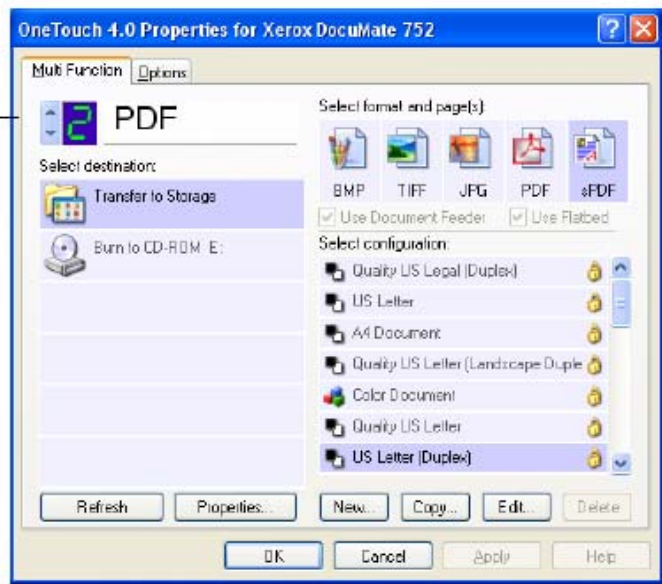 OneTouch 4.0 Properties for Xerox DocuMate 752
Multi Function
Options
2
PDF
Select destination:
Transfer to Storage
Burn to CD-ROM E:
Select format and page(s):
BMP TIFF JPG PDF sPDF
Use Document Feeder Use Flatbed
Select configuration:
Quality US Legal (Duplex)
US Letter
A4 Document
Quality US Letter (Landscape Duple
Color Document
Quality US Letter
US Letter (Duplex)
Refresh Properties... New... Copy... Edit... Delete
OK Cancel Apply Help